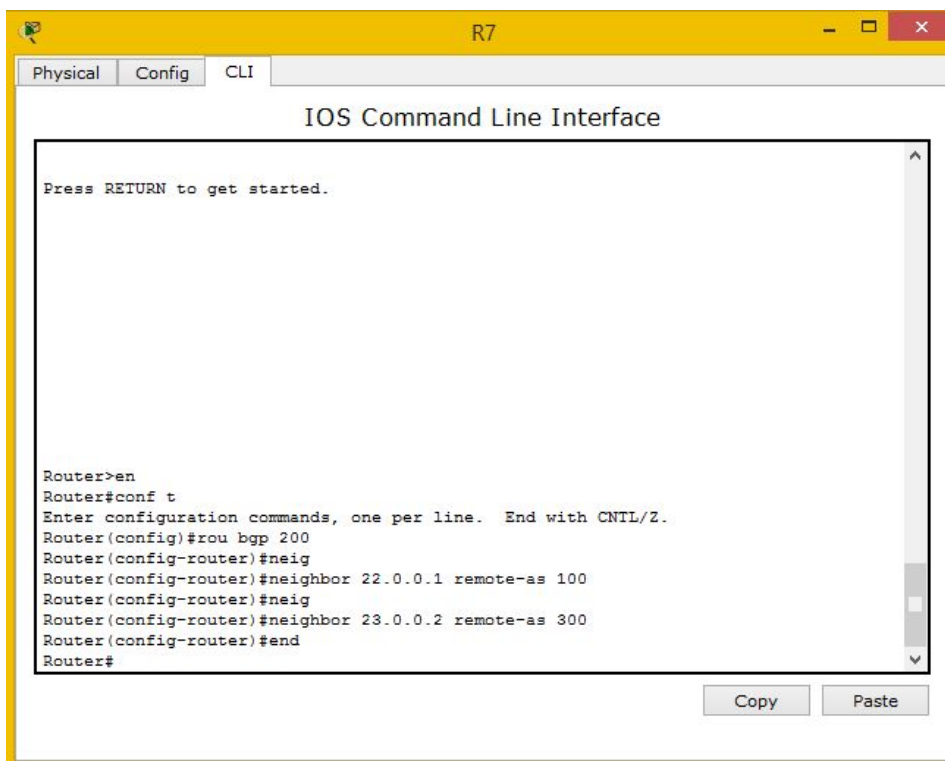 R7
Physical Config CLI
IOS Command Line Interface
Press RETURN to get started.
Router>en
Router#conf t
Enter configuration commands, one per line.  End with CNTL/Z.
Router(config)#rou bgp 200
Router(config-router)#neig
Router(config-router)#neighbor 22.0.0.1 remote-as 100
Router(config-router)#neig
Router(config-router)#neighbor 23.0.0.2 remote-as 300
Router(config-router)#end
Router#
Copy Paste